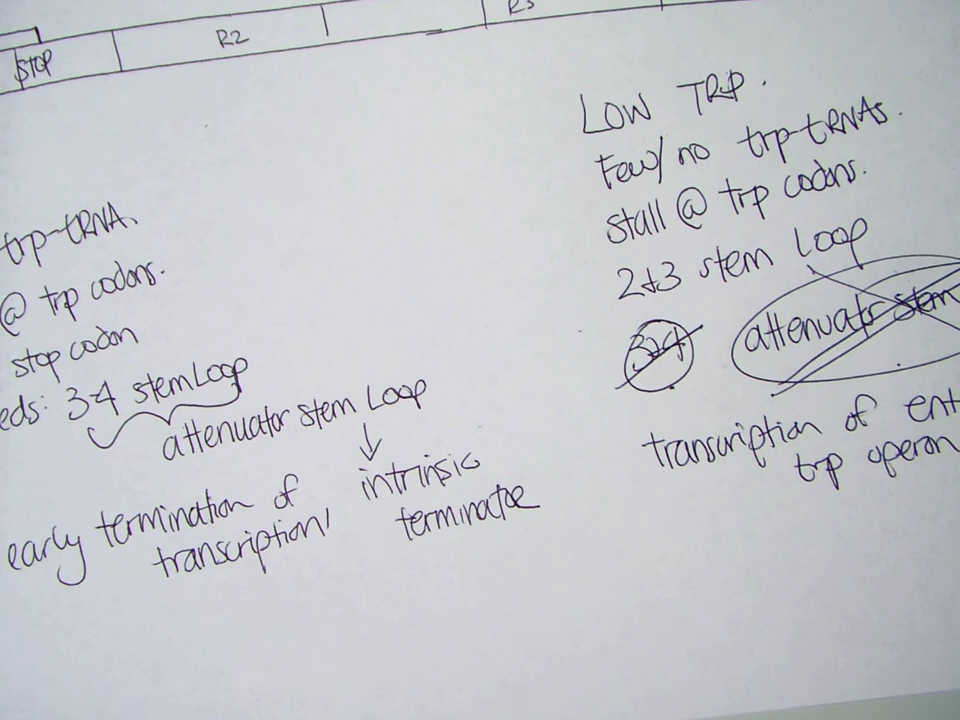 STOP R2 R3
trp-tRNA.
@ trp codons.
stop codon
eds: 3-4 stem Loop
attenuator stem Loop
early termination of
transcription
intrinsic
terminator
LOW TRP.
Few/no trp-tRNAs.
stall @ trp codons.
2+3 stem loop
3+4 attenuator stem
transcription of ent
trp operon